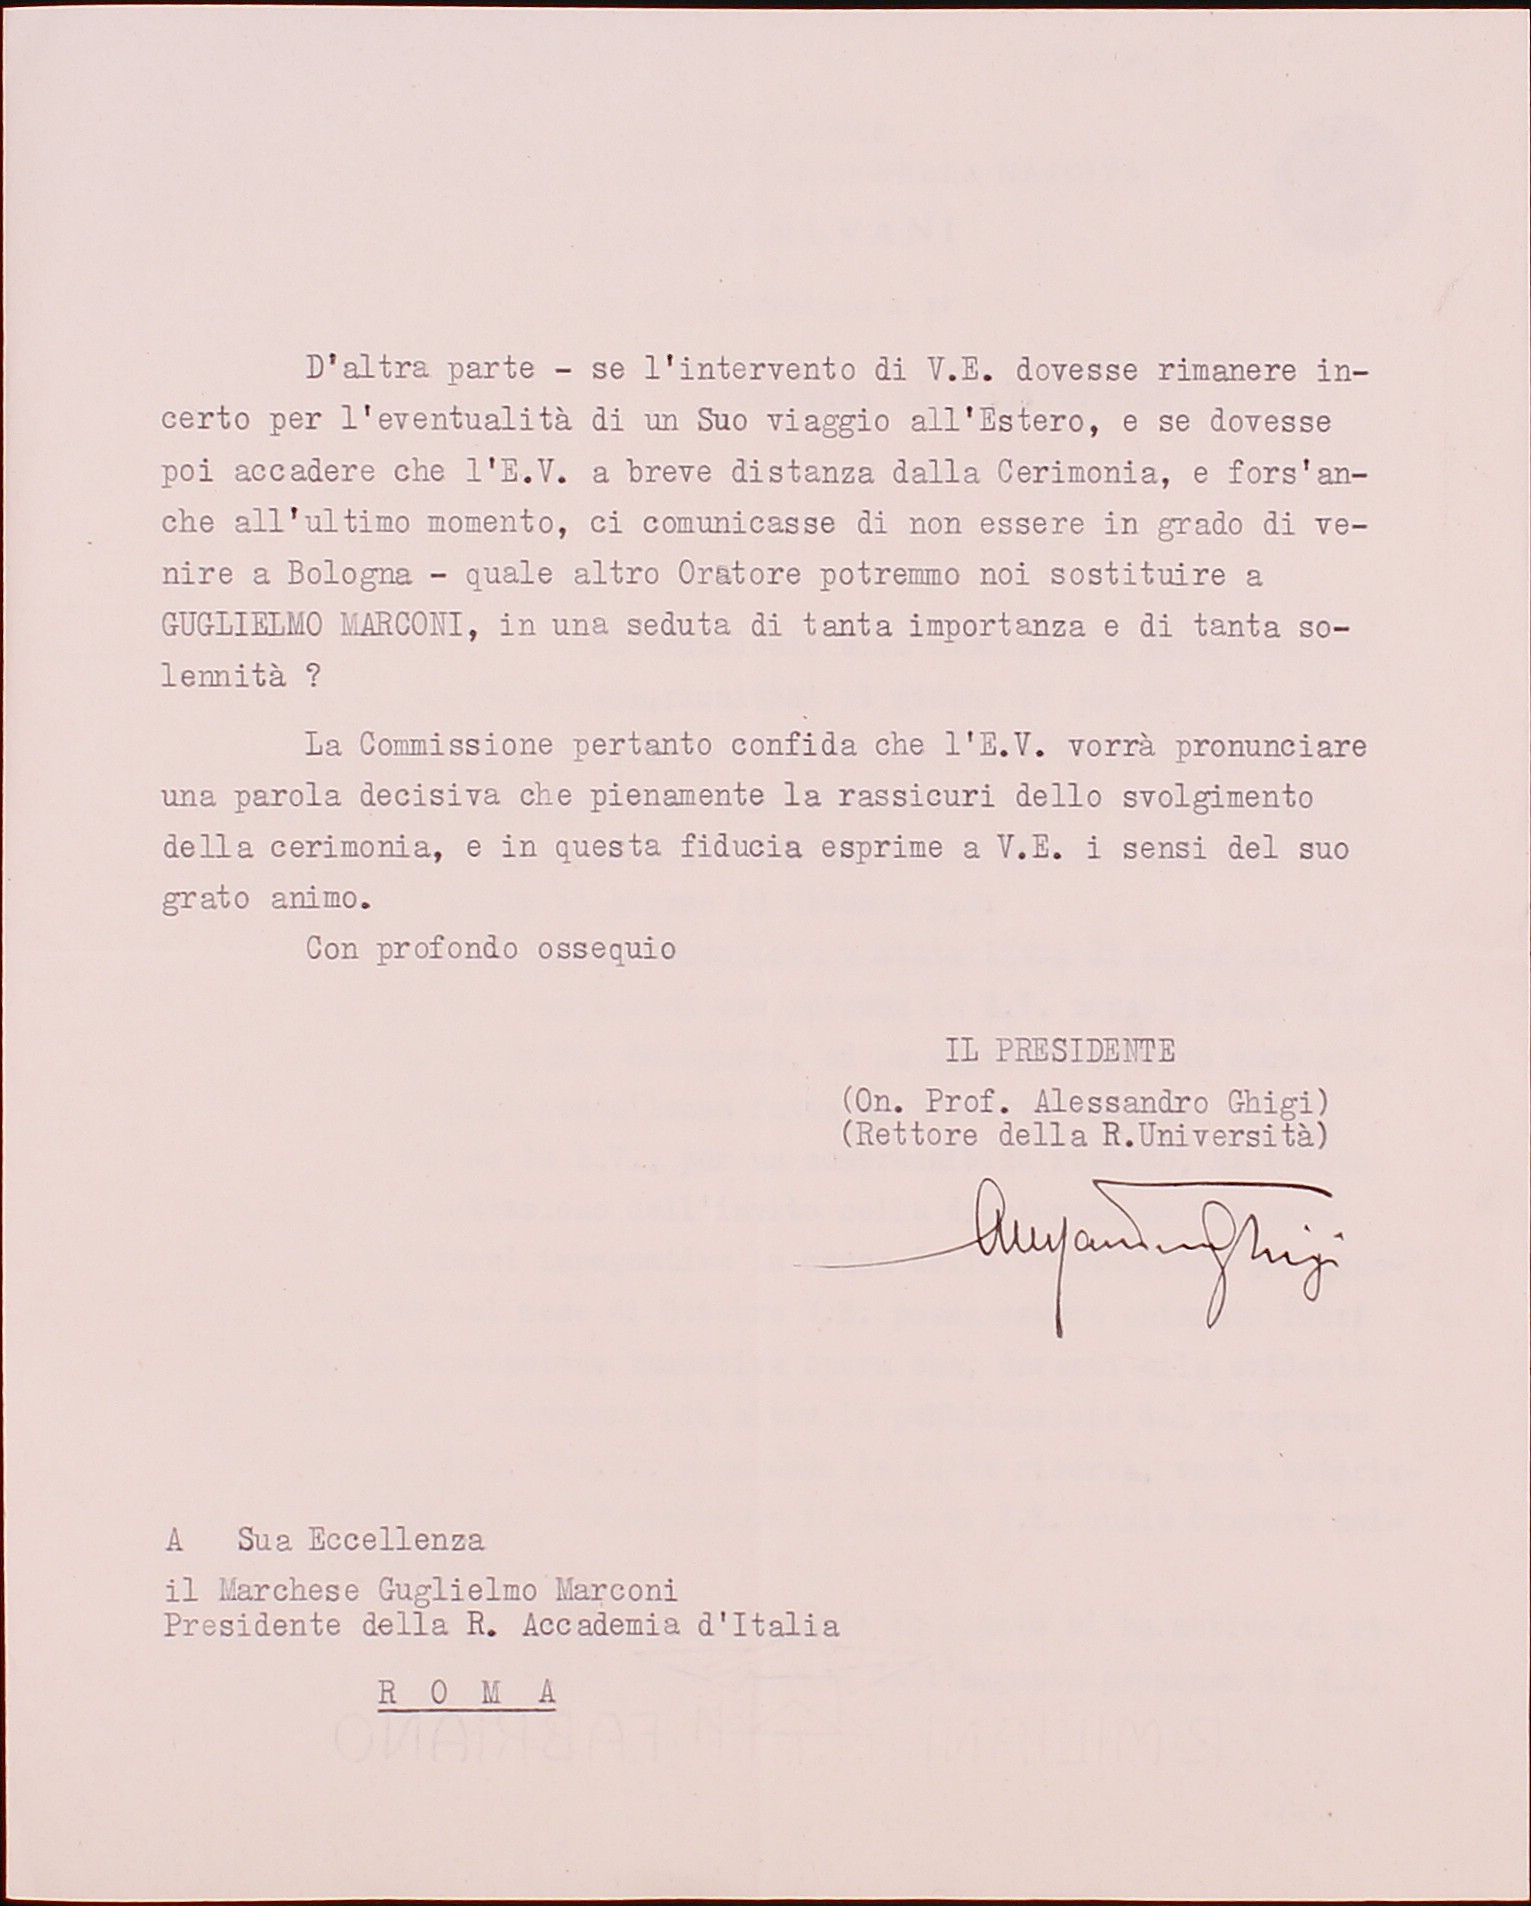 D'altra parte - se l'intervento di V.E. dovesse rimanere in-
certo per l'eventualità di un Suo viaggio all'Estero, e se dovesse
poi accadere che l'E.V. a breve distanza dalla Cerimonia, e fors'an-
che all'ultimo momento, ci comunicasse di non essere in grado di ve-
nire a Bologna - quale altro Oratore potremmo noi sostituire a
GUGLIELMO MARCONI, in una seduta di tanta importanza e di tanta so-
lennità ?
La Commissione pertanto confida che l'E.V. vorrà pronunciare
una parola decisiva che pienamente la rassicuri dello svolgimento
della cerimonia, e in questa fiducia esprime a V.E. i sensi del suo
grato animo.
Con profondo ossequio
IL PRESIDENTE
(On. Prof. Alessandro Ghigi)
(Rettore della R.Università)
Alessandro Ghigi
A Sua Eccellenza
il Marchese Guglielmo Marconi
Presidente della R. Accademia d'Italia
R O M A